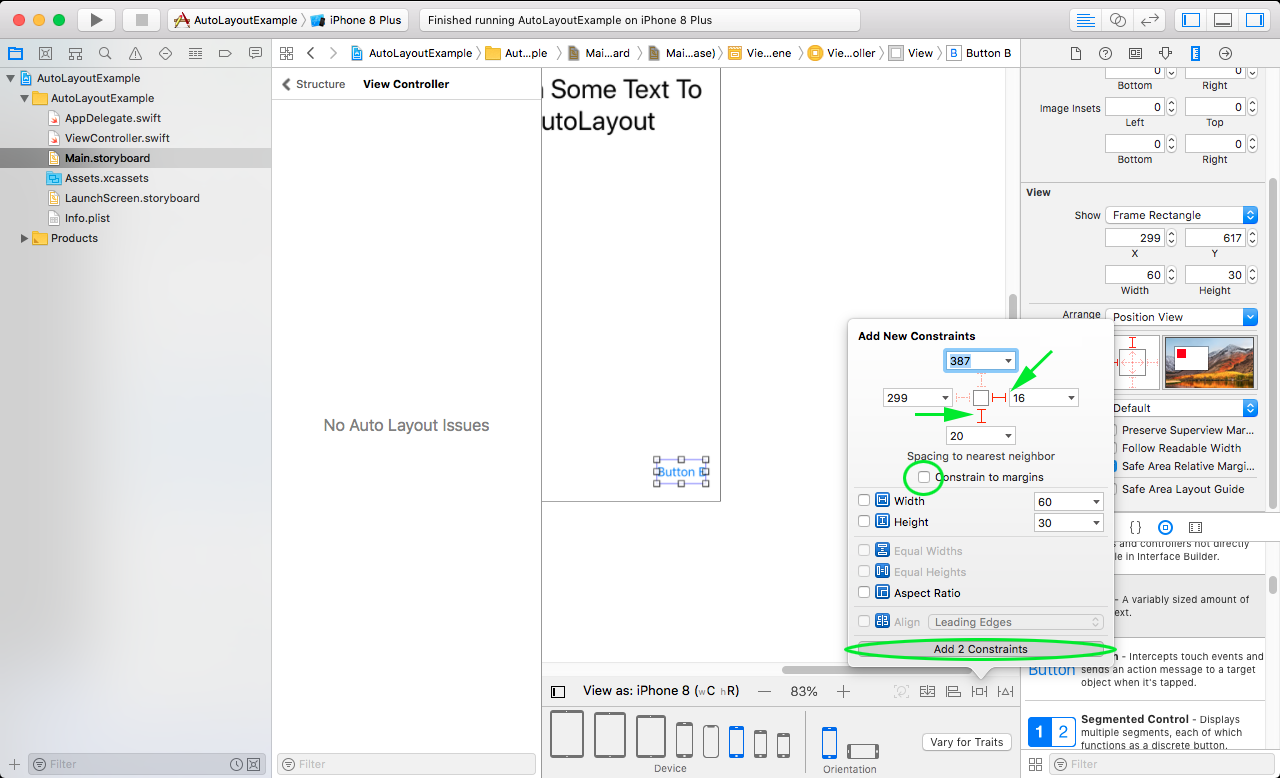 AutoLayoutExample
iPhone 8 Plus
Finished running AutoLayoutExample on iPhone 8 Plus
AutoLayoutExample
Aut...ple
Mai...ard
Mai...ase)
Vie...ene
Vie...oller
View
B
Button B
AutoLayoutExample
AutoLayoutExample
AppDelegate.swift
ViewController.swift
Main.storyboard
Assets.xcassets
LaunchScreen.storyboard
Info.plist
Products
Filter
Structure
View Controller
No Auto Layout Issues
Filter
Some Text To
utoLayout
Button B
Add New Constraints
387
299
16
20
Spacing to nearest neighbor
Constrain to margins
Width
60
Height
30
Equal Widths
Equal Heights
Aspect Ratio
Align
Leading Edges
Add 2 Constraints
View as: iPhone 8 (wC hR)
83%
Device
Orientation
Vary for Traits
0
0
Bottom
Right
Image Insets
0
0
Left
Top
0
0
Bottom
Right
View
Show
Frame Rectangle
299
617
X
Y
60
30
Width
Height
Arrange
Position View
Default
Preserve Superview Mar...
Follow Readable Width
Safe Area Relative Margi...
Safe Area Layout Guide
{}
s and controllers not directly
le in Interface Builder.
- A variably sized amount of
ext.
Button
n - Intercepts touch events and
sends an action message to a target
object when it's tapped.
1 2
Segmented Control - Displays
multiple segments, each of which
functions as a discrete button.
Filter